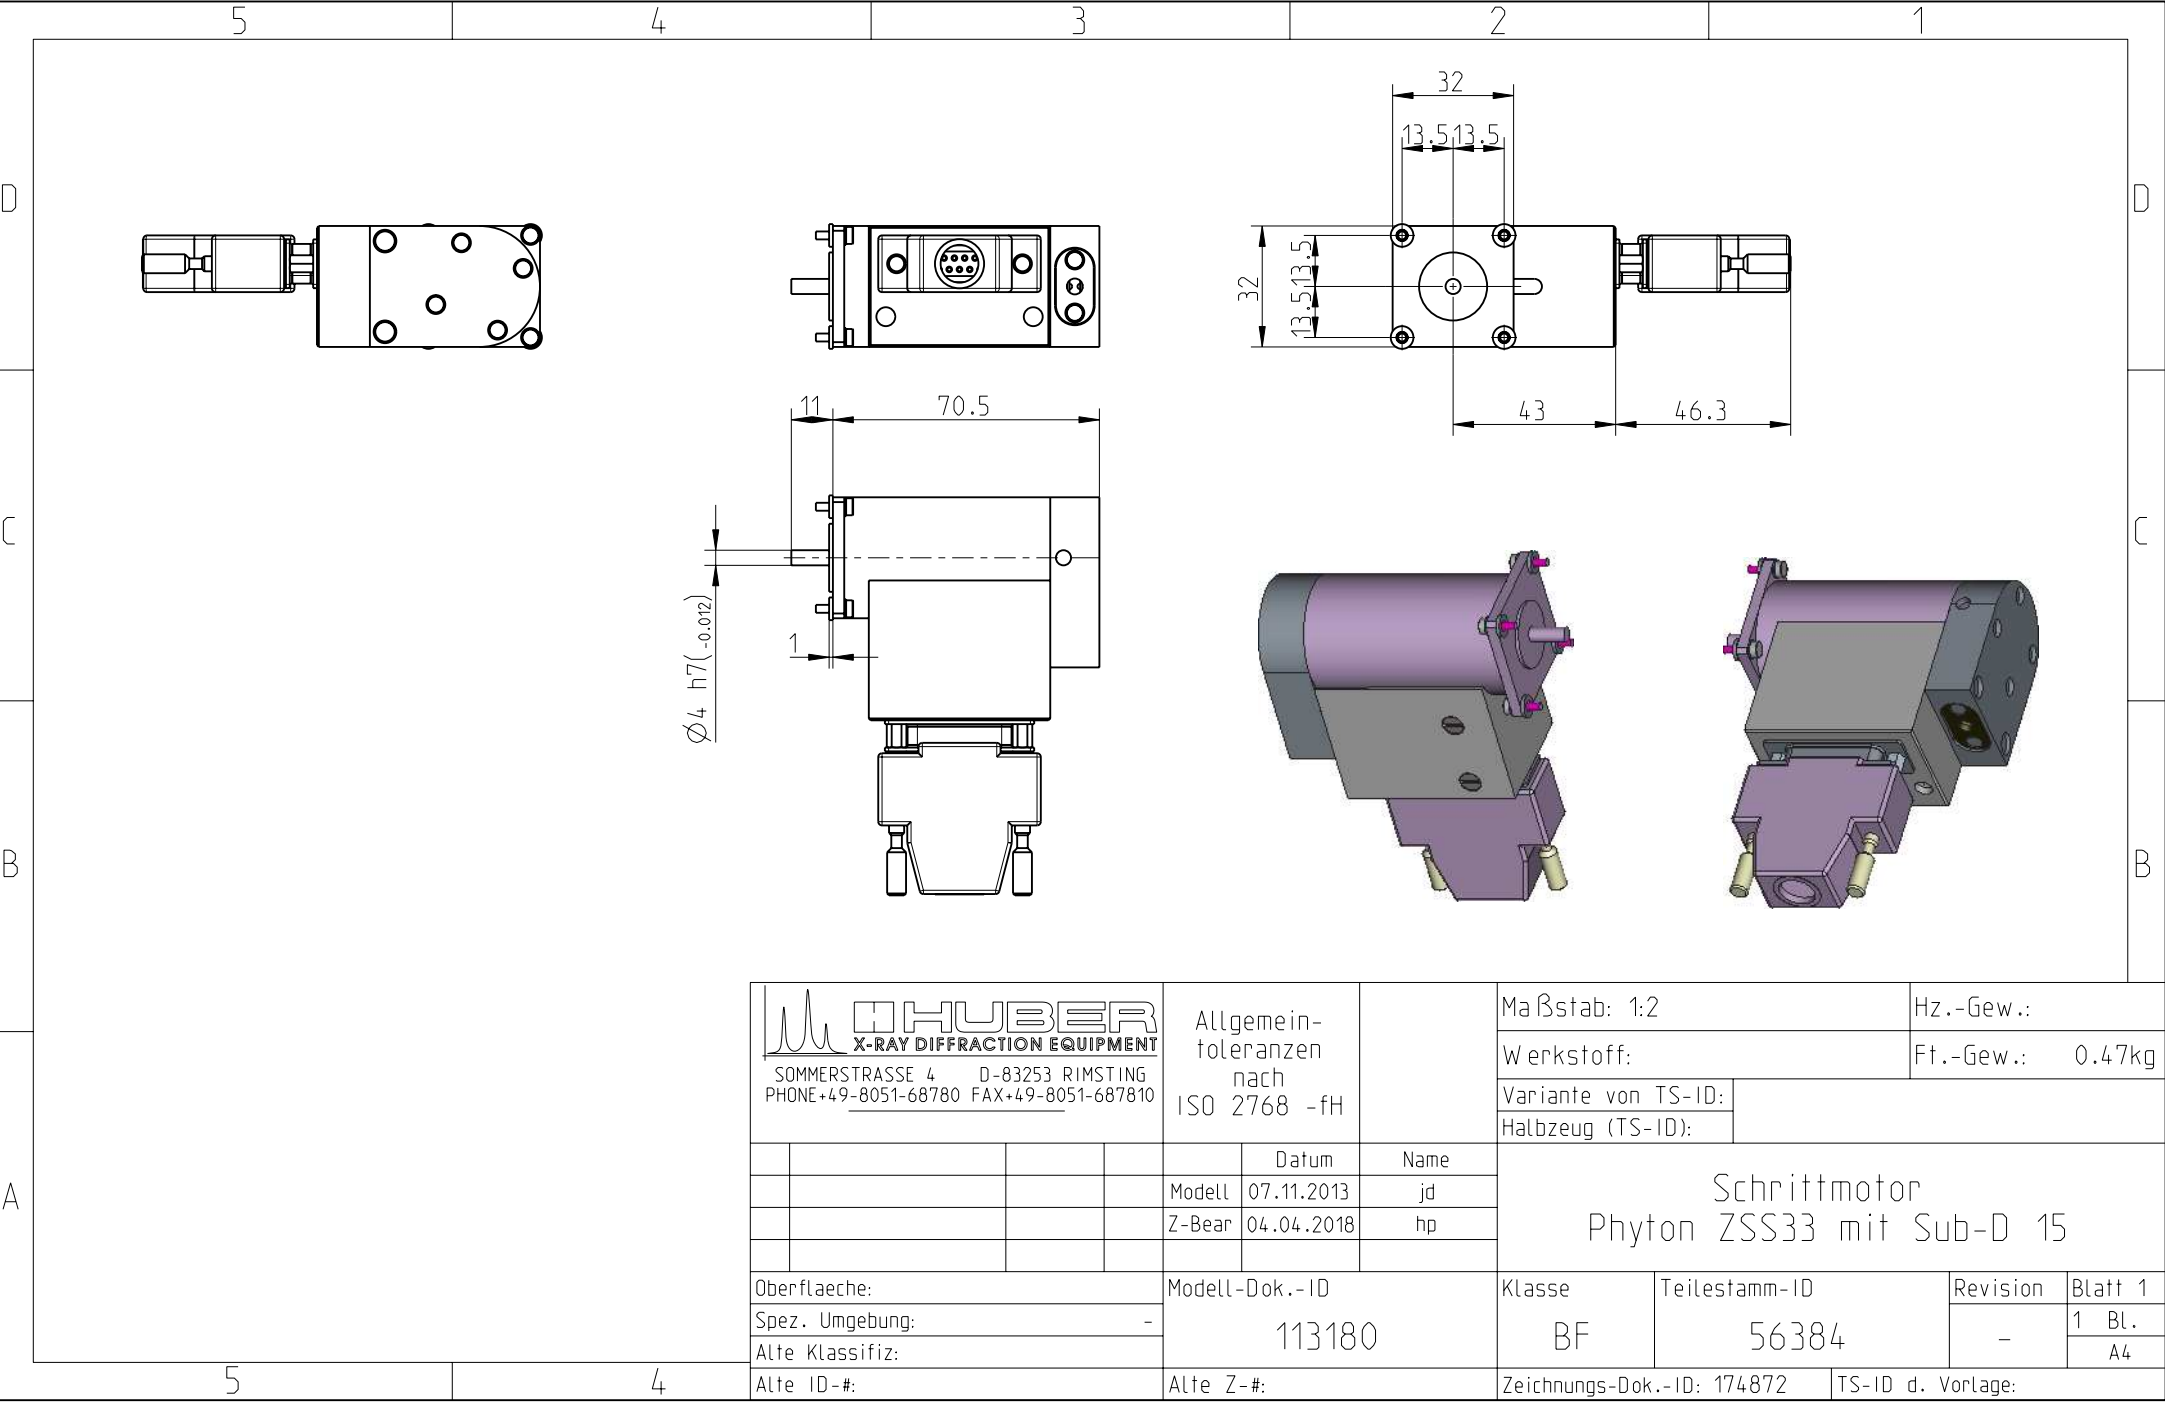 5 4 3 2 1
D
D
C
C
B
B
A
32
13.5 13.5
32
13.5
13.5
43
46.3
11
70.5
1
Ø4 h7(-0.012)
HUBER
X-RAY DIFFRACTION EQUIPMENT
SOMMERSTRASSE 4 D-83253 RIMSTING
PHONE+49-8051-68780 FAX+49-8051-687810
Allgemein-
toleranzen
nach
ISO 2768 -fH
Maßstab: 1:2
Hz.-Gew.:
Werkstoff:
Ft.-Gew.: 0.47kg
Variante von TS-ID:
Halbzeug (TS-ID):
Datum Name
Modell 07.11.2013 jd
Z-Bear 04.04.2018 hp
Schrittmotor
Phyton ZSS33 mit Sub-D 15
Oberflaeche:
Spez. Umgebung: -
Alte Klassifiz:
Alte ID-#:
Modell-Dok.-ID
113180
Alte Z-#:
Klasse
BF
Teilestamm-ID
56384
Revision
-
Blatt 1
1 Bl.
A4
Zeichnungs-Dok.-ID: 174872
TS-ID d. Vorlage:
5 4